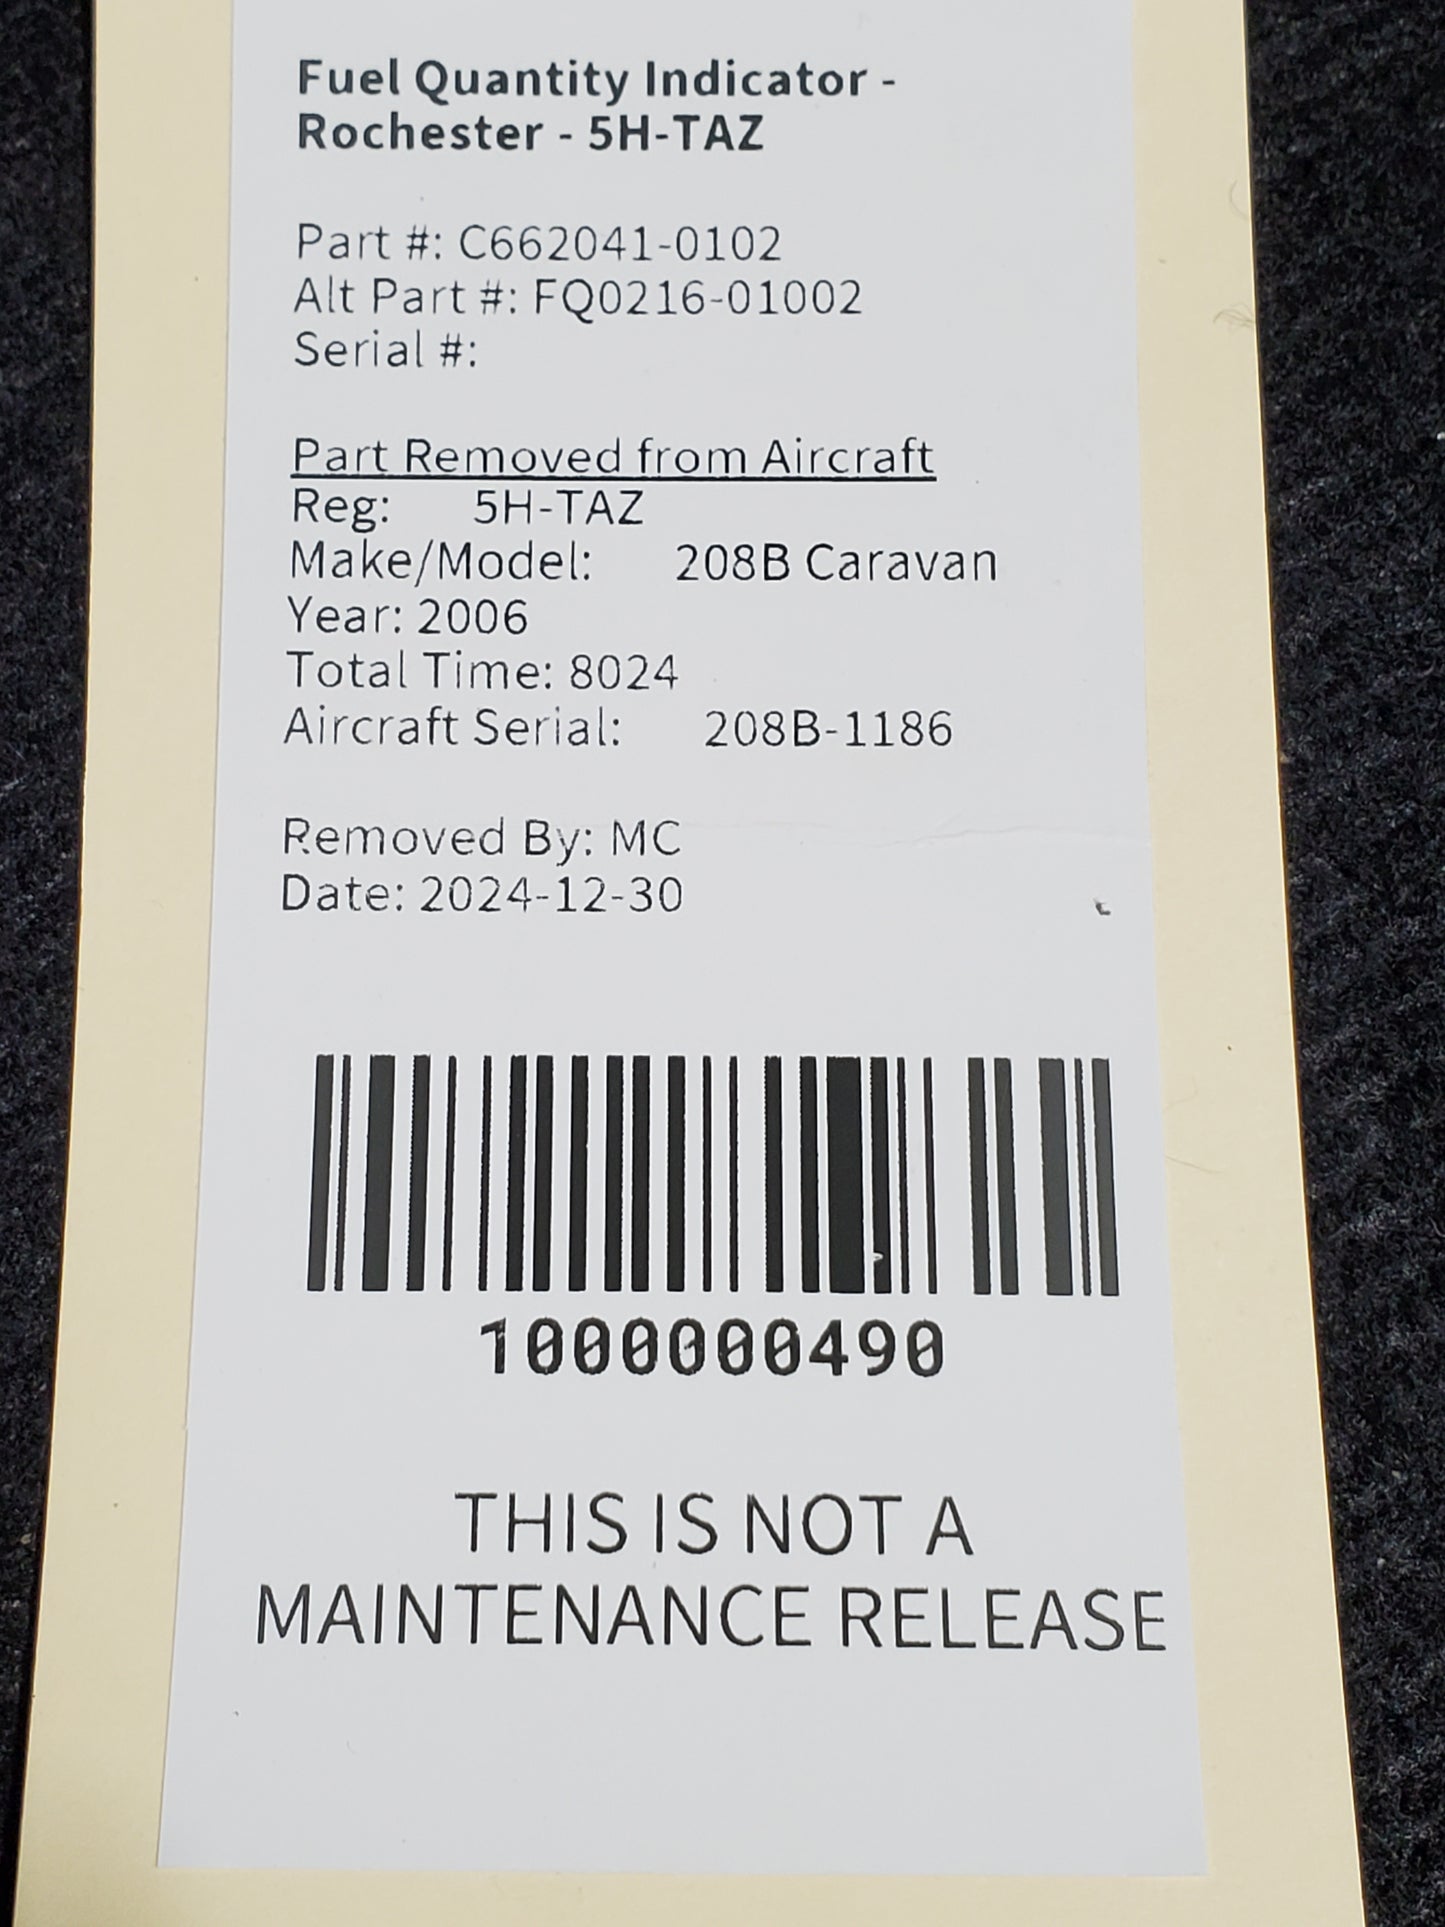 Fuel Quantity Indicator -
Rochester - 5H-TAZ
Part #: C662041-0102
Alt Part #: FQ0216-01002
Serial #:
Part Removed from Aircraft
Reg: 5H-TAZ
Make/Model: 208B Caravan
Year: 2006
Total Time: 8024
Aircraft Serial: 208B-1186
Removed By: MC
Date: 2024-12-30
1000000490
THIS IS NOT A
MAINTENANCE RELEASE